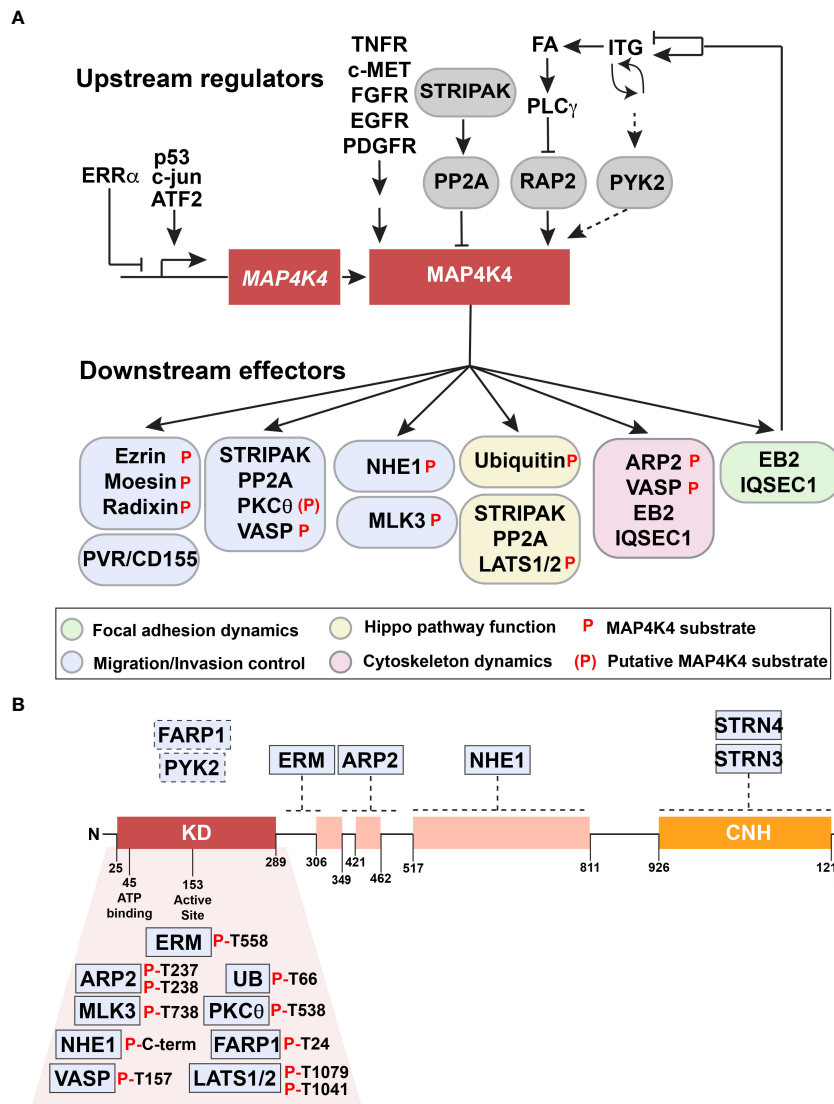 A
Upstream regulators
TNFR
c-MET
FGFR
EGFR
PDGFR
STRIPAK
PP2A
FA
ITG
PLCγ
RAP2
PYK2
ERRα
p53
c-jun
ATF2
MAP4K4
MAP4K4
Downstream effectors
Ezrin P
Moesin P
Radixin P
PVR/CD155
STRIPAK
PP2A
PKCθ (P)
VASP P
NHE1 P
MLK3 P
Ubiquitin P
STRIPAK
PP2A
LATS1/2 P
ARP2 P
VASP P
EB2
IQSEC1
EB2
IQSEC1
Focal adhesion dynamics
Hippo pathway function
P MAP4K4 substrate
Migration/Invasion control
Cytoskeleton dynamics
(P) Putative MAP4K4 substrate
B
FARP1
PYK2
ERM
ARP2
NHE1
STRN4
STRN3
N
KD
CNH
25
289
306
349
421
462
517
811
926
121
45
ATP
binding
153
Active
Site
ERM P-T558
ARP2 P-T237
P-T238
UB P-T66
MLK3 P-T738
PKCθ P-T538
NHE1 P-C-term
FARP1 P-T24
VASP P-T157
LATS1/2 P-T1079
P-T1041